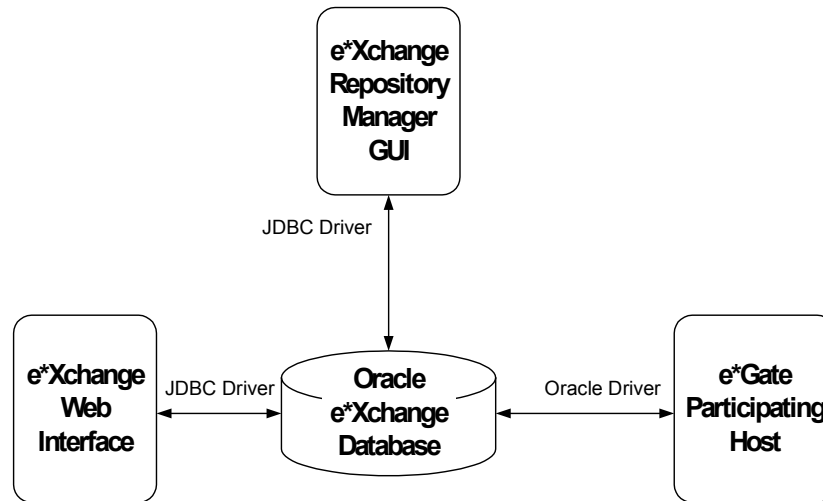 e*Xchange
Repository
Manager
GUI
JDBC Driver
e*Xchange
Web
Interface
JDBC Driver
Oracle
e*Xchange
Database
Oracle Driver
e*Gate
Participating
Host